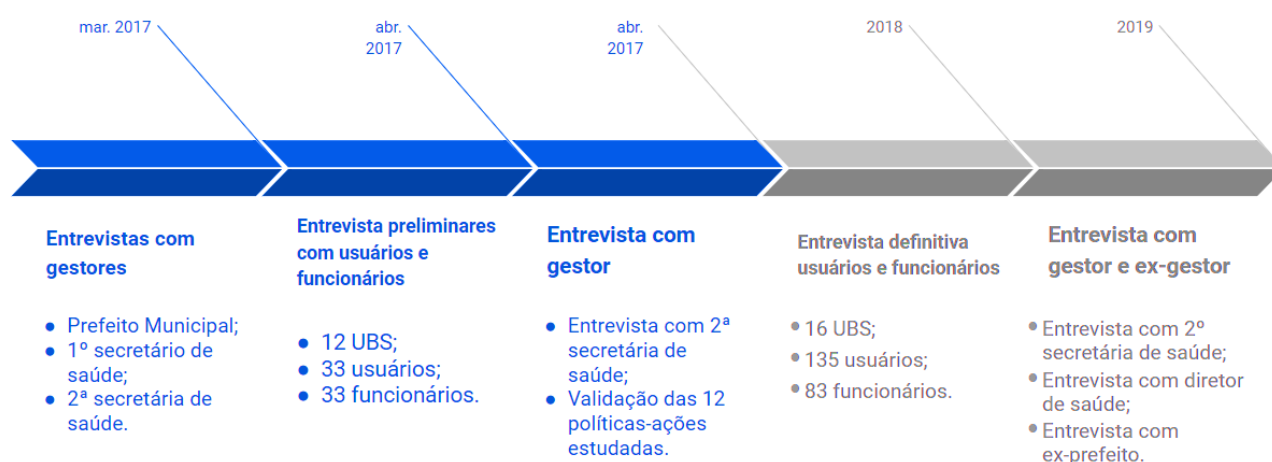 mar. 2017
abr.
2017
abr.
2017
2018
2019
Entrevistas com
gestores
● Prefeito Municipal;
● 1º secretário de
saúde;
● 2ª secretária de
saúde.
Entrevista preliminares
com usuários e
funcionários
● 12 UBS;
● 33 usuários;
● 33 funcionários.
Entrevista com
gestor
● Entrevista com 2ª
secretária de
saúde;
● Validação das 12
políticas-ações
estudadas.
Entrevista definitiva
usuários e funcionários
● 16 UBS;
● 135 usuários;
● 83 funcionários.
Entrevista com
gestor e ex-gestor
● Entrevista com 2º
secretária de saúde;
● Entrevista com diretor
de saúde;
● Entrevista com
ex-prefeito.